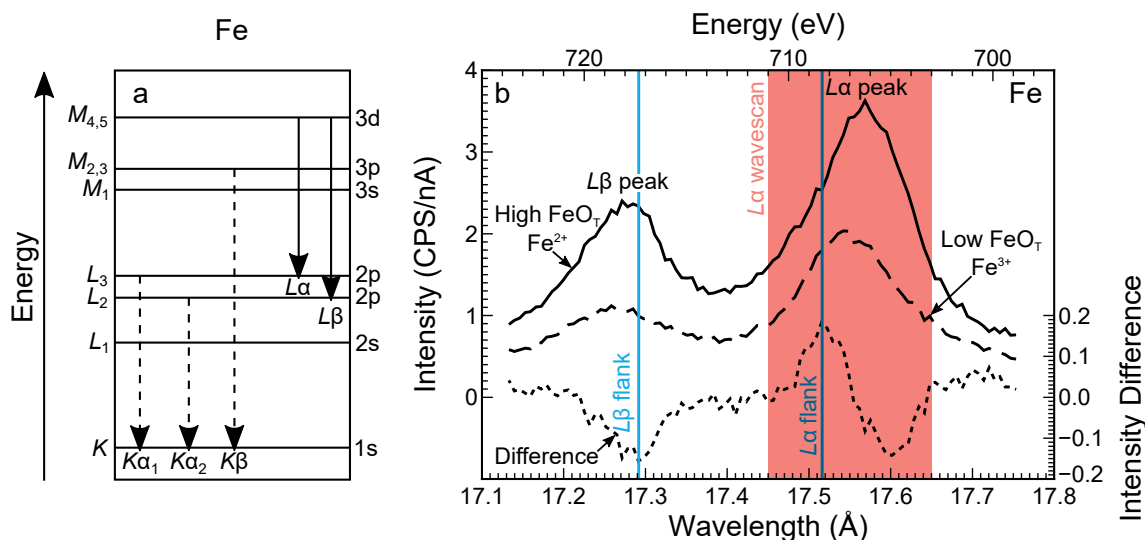 Fe
a
Energy
M4,5
M2,3
M1
L3
L2
L1
K
3d
3p
3s
2p
2p
2s
1s
Lα
Lβ
Kα1
Kα2
Kβ
Energy (eV)
720
710
700
b
Fe
Intensity (CPS/nA)
4
3
2
1
0
Lβ peak
Lα peak
High FeOT
Fe2+
Low FeOT
Fe3+
Lα wavescan
Lβ flank
Lα flank
Difference
0.2
0.1
0.0
−0.1
−0.2
Intensity Difference
17.1
17.2
17.3
17.4
17.5
17.6
17.7
17.8
Wavelength (Å)